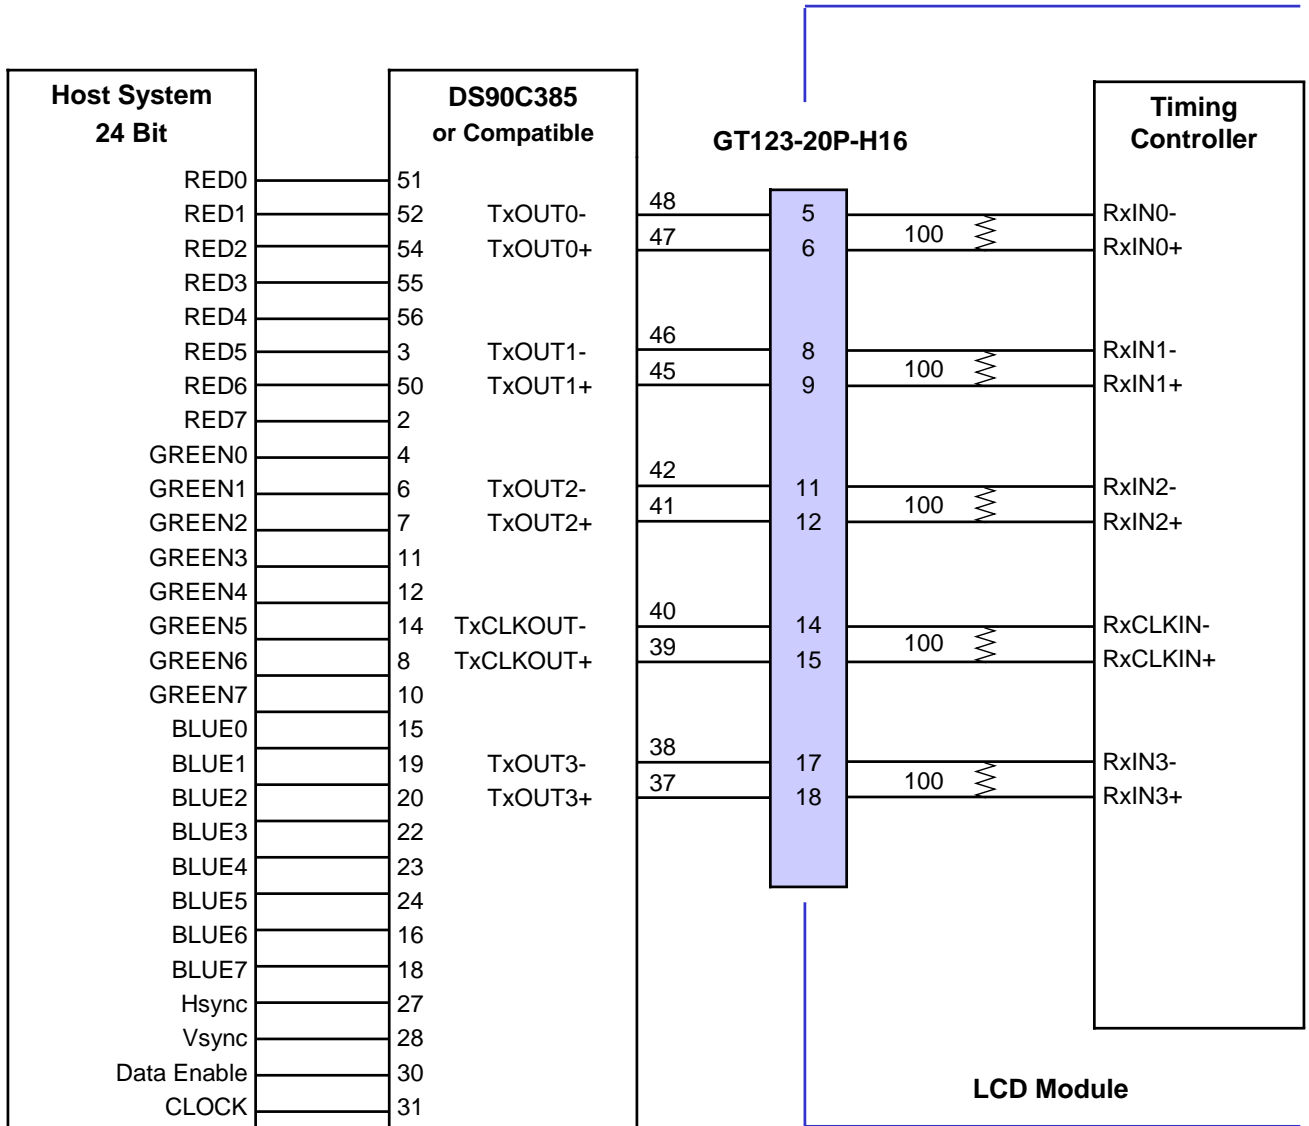 Host System
24 Bit
RED0
RED1
RED2
RED3
RED4
RED5
RED6
RED7
GREEN0
GREEN1
GREEN2
GREEN3
GREEN4
GREEN5
GREEN6
GREEN7
BLUE0
BLUE1
BLUE2
BLUE3
BLUE4
BLUE5
BLUE6
BLUE7
Hsync
Vsync
Data Enable
CLOCK
DS90C385
or Compatible
51
52
54
55
56
3
50
2
4
6
7
11
12
14
8
10
15
19
20
22
23
24
16
18
27
28
30
31
TxOUT0-
TxOUT0+
TxOUT1-
TxOUT1+
TxOUT2-
TxOUT2+
TxCLKOUT-
TxCLKOUT+
TxOUT3-
TxOUT3+
48
47
46
45
42
41
40
39
38
37
GT123-20P-H16
5
6
8
9
11
12
14
15
17
18
100
100
100
100
100
Timing
Controller
RxIN0-
RxIN0+
RxIN1-
RxIN1+
RxIN2-
RxIN2+
RxCLKIN-
RxCLKIN+
RxIN3-
RxIN3+
LCD Module